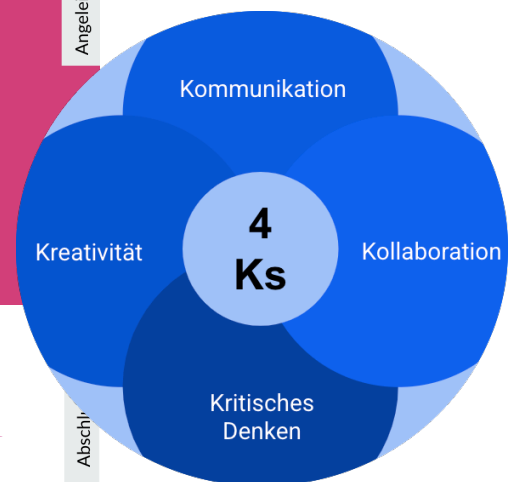 Kommunikation
4
Ks
Kreativität
Kollaboration
Kritisches
Denken